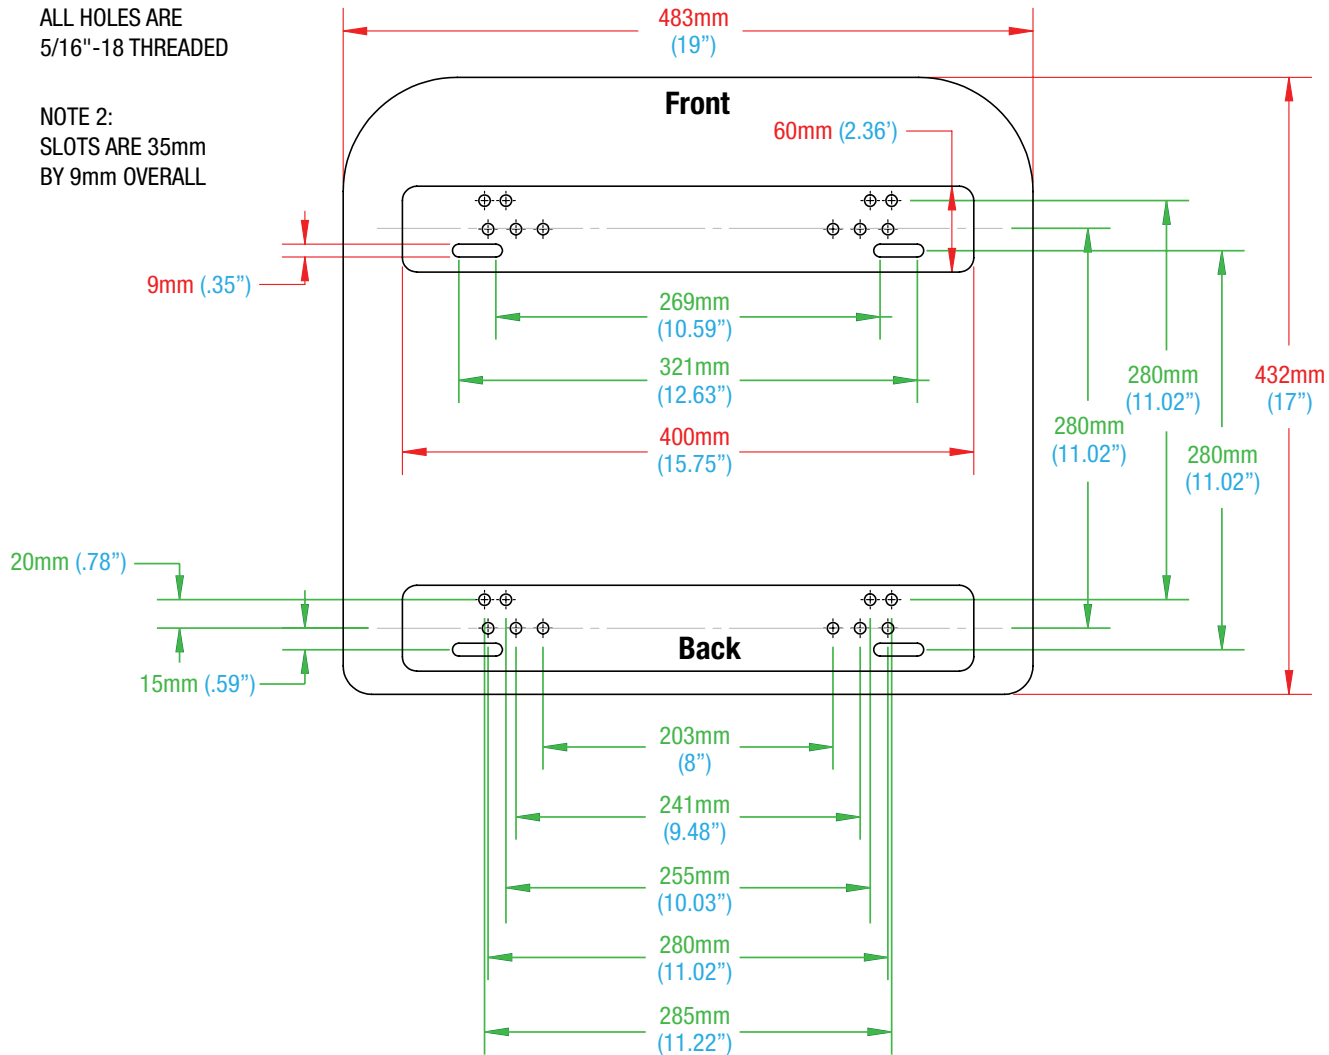 ALL HOLES ARE
5/16"-18 THREADED
NOTE 2:
SLOTS ARE 35mm
BY 9mm OVERALL
483mm
(19”)
Front
60mm (2.36’)
9mm (.35”)
269mm
(10.59”)
321mm
(12.63”)
400mm
(15.75”)
280mm
(11.02”)
432mm
(17”)
280mm
(11.02”)
280mm
(11.02”)
20mm (.78”)
Back
15mm (.59”)
203mm
(8”)
241mm
(9.48”)
255mm
(10.03”)
280mm
(11.02”)
285mm
(11.22”)